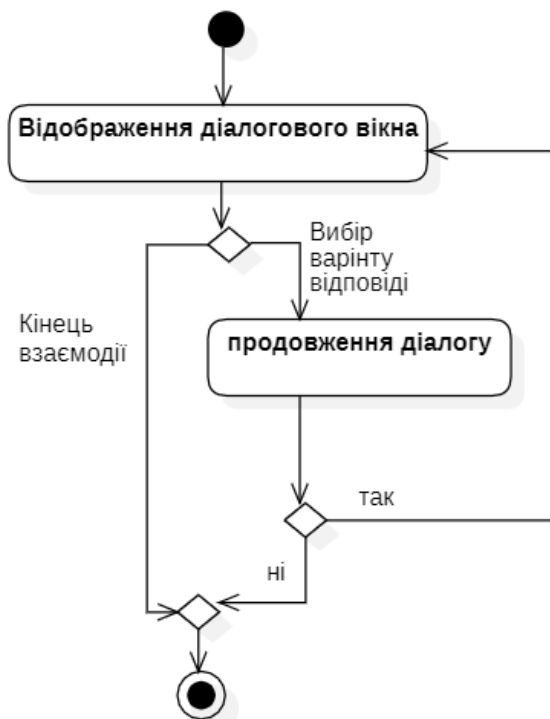 Відображення діалогового вікна
Вибір
варінту
відповіді
Кінець
взаємодії
продовження діалогу
так
ні